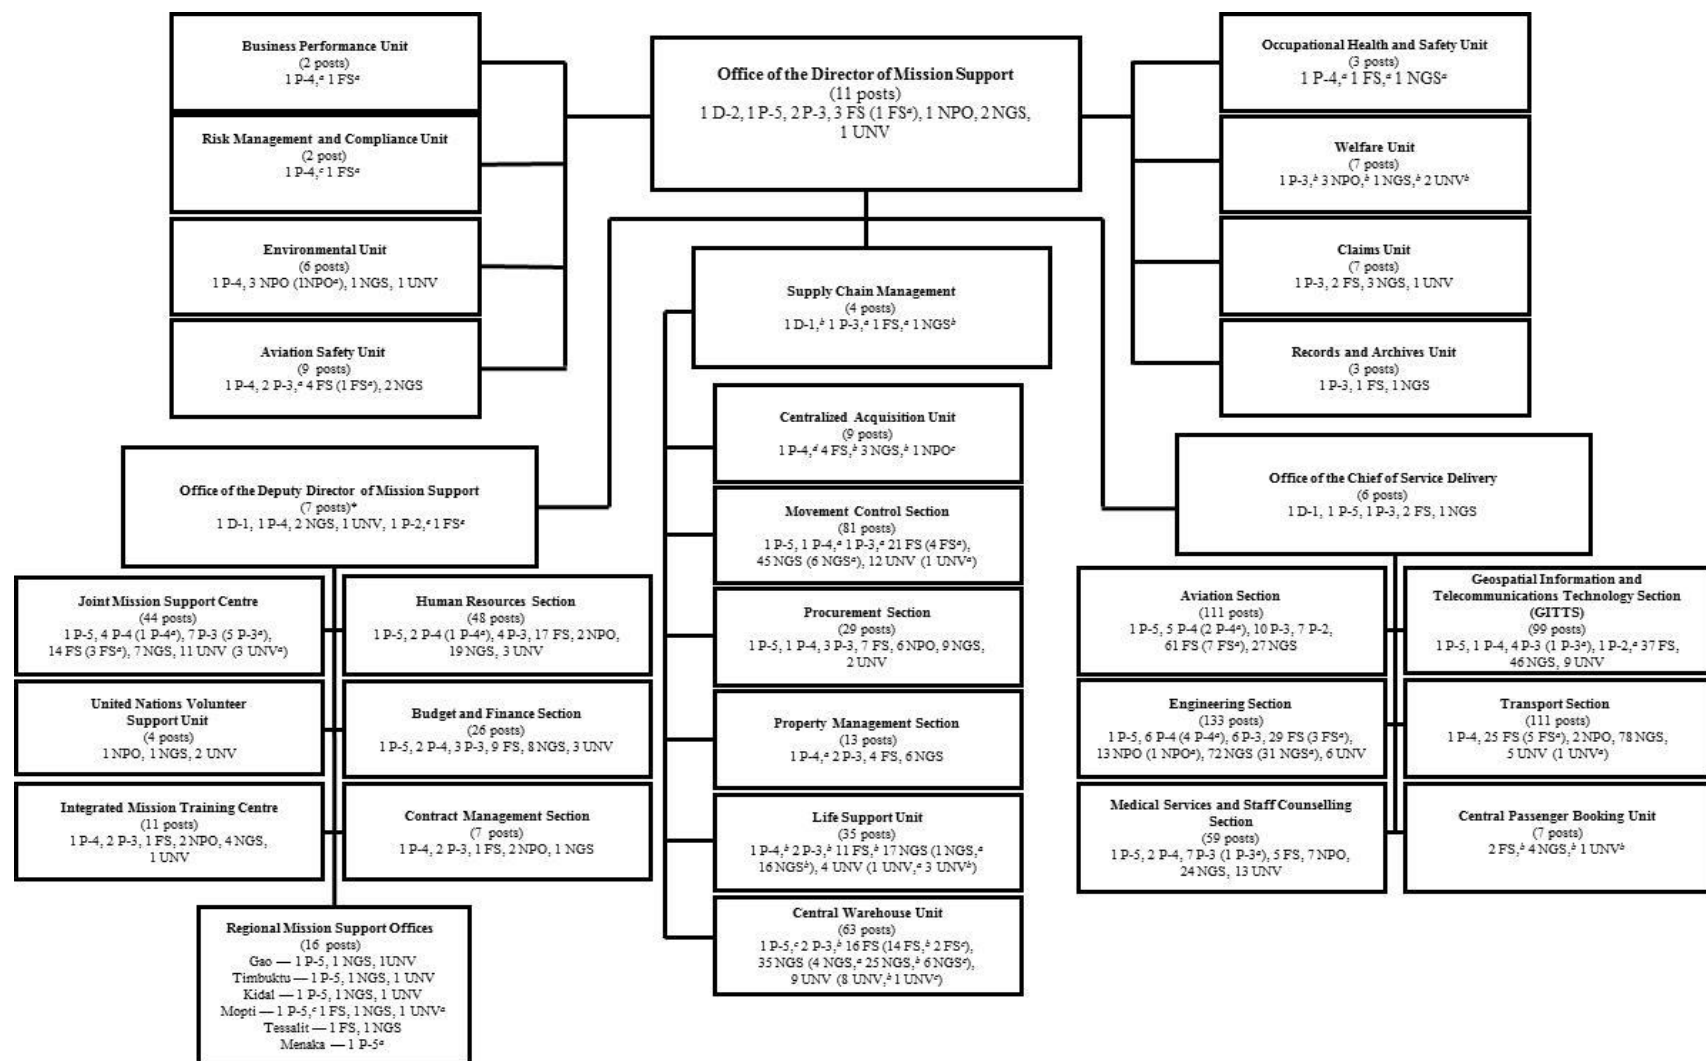 Business Performance Unit
(2 posts)
1 P-4,ᵃ 1 FSᵃ
Risk Management and Compliance Unit
(2 post)
1 P-4,ᶜ 1 FSᵃ
Environmental Unit
(6 posts)
1 P-4, 3 NPO (1NPOᵃ), 1 NGS, 1 UNV
Aviation Safety Unit
(9 posts)
1 P-4, 2 P-3,ᵃ 4 FS (1 FSᵃ), 2 NGS
Office of the Director of Mission Support
(11 posts)
1 D-2, 1 P-5, 2 P-3, 3 FS (1 FSᵃ), 1 NPO, 2 NGS,
1 UNV
Occupational Health and Safety Unit
(3 posts)
1 P-4,ᵃ 1 FS,ᵃ 1 NGSᵃ
Welfare Unit
(7 posts)
1 P-3,ᵇ 3 NPO,ᵇ 1 NGS,ᵇ 2 UNVᵇ
Claims Unit
(7 posts)
1 P-3, 2 FS, 3 NGS, 1 UNV
Records and Archives Unit
(3 posts)
1 P-3, 1 FS, 1 NGS
Supply Chain Management
(4 posts)
1 D-1,ᵇ 1 P-3,ᵃ 1 FS,ᵃ 1 NGSᵇ
Centralized Acquisition Unit
(9 posts)
1 P-4,ᵈ 4 FS,ᵇ 3 NGS,ᵇ 1 NPOᶜ
Movement Control Section
(81 posts)
1 P-5, 1 P-4,ᵃ 1 P-3,ᵃ 21 FS (4 FSᵃ),
45 NGS (6 NGSᵃ), 12 UNV (1 UNVᵃ)
Procurement Section
(29 posts)
1 P-5, 1 P-4, 3 P-3, 7 FS, 6 NPO, 9 NGS,
2 UNV
Property Management Section
(13 posts)
1 P-4,ᵃ 2 P-3, 4 FS, 6 NGS
Life Support Unit
(35 posts)
1 P-4,ᵇ 2 P-3,ᵇ 11 FS,ᵇ 17 NGS (1 NGS,ᵃ
16 NGSᵇ), 4 UNV (1 UNV,ᵃ 3 UNVᵇ)
Central Warehouse Unit
(63 posts)
1 P-5,ᶜ 2 P-3,ᵇ 16 FS (14 FS,ᵇ 2 FSᶜ),
35 NGS (4 NGS,ᵃ 25 NGS,ᵇ 6 NGSᶜ),
9 UNV (8 UNV,ᵇ 1 UNVᶜ)
Office of the Deputy Director of Mission Support
(7 posts)*
1 D-1, 1 P-4, 2 NGS, 1 UNV, 1 P-2,ᶜ 1 FSᵃ
Joint Mission Support Centre
(44 posts)
1 P-5, 4 P-4 (1 P-4ᵃ), 7 P-3 (5 P-3ᵃ),
14 FS (3 FSᵃ), 7 NGS, 11 UNV (3 UNVᵃ)
Human Resources Section
(48 posts)
1 P-5, 2 P-4 (1 P-4ᵃ), 4 P-3, 17 FS, 2 NPO,
19 NGS, 3 UNV
United Nations Volunteer
Support Unit
(4 posts)
1 NPO, 1 NGS, 2 UNV
Budget and Finance Section
(26 posts)
1 P-5, 2 P-4, 3 P-3, 9 FS, 8 NGS, 3 UNV
Integrated Mission Training Centre
(11 posts)
1 P-4, 2 P-3, 1 FS, 2 NPO, 4 NGS,
1 UNV
Contract Management Section
(7 posts)
1 P-4, 2 P-3, 1 FS, 2 NPO, 1 NGS
Regional Mission Support Offices
(16 posts)
Gao — 1 P-5, 1 NGS, 1UNV
Timbuktu — 1 P-5, 1 NGS, 1 UNV
Kidal — 1 P-5, 1 NGS, 1 UNV
Mopti — 1 P-5,ᶜ 1 FS, 1 NGS, 1 UNVᵃ
Tessalit — 1 FS, 1 NGS
Menaka — 1 P-5ᵃ
Office of the Chief of Service Delivery
(6 posts)
1 D-1, 1 P-5, 1 P-3, 2 FS, 1 NGS
Aviation Section
(111 posts)
1 P-5, 5 P-4 (2 P-4ᵃ), 10 P-3, 7 P-2,
61 FS (7 FSᵃ), 27 NGS
Geospatial Information and
Telecommunications Technology Section
(GITTS)
(99 posts)
1 P-5, 1 P-4, 4 P-3 (1 P-3ᵃ), 1 P-2,ᵃ 37 FS,
46 NGS, 9 UNV
Engineering Section
(133 posts)
1 P-5, 6 P-4 (4 P-4ᵃ), 6 P-3, 29 FS (3 FSᵃ),
13 NPO (1 NPOᵃ), 72 NGS (31 NGSᵃ), 6 UNV
Transport Section
(111 posts)
1 P-4, 25 FS (5 FSᵃ), 2 NPO, 78 NGS,
5 UNV (1 UNVᵃ)
Medical Services and Staff Counselling
Section
(59 posts)
1 P-5, 2 P-4, 7 P-3 (1 P-3ᵃ), 5 FS, 7 NPO,
24 NGS, 13 UNV
Central Passenger Booking Unit
(7 posts)
2 FS,ᵇ 4 NGS,ᵇ 1 UNVᵇ